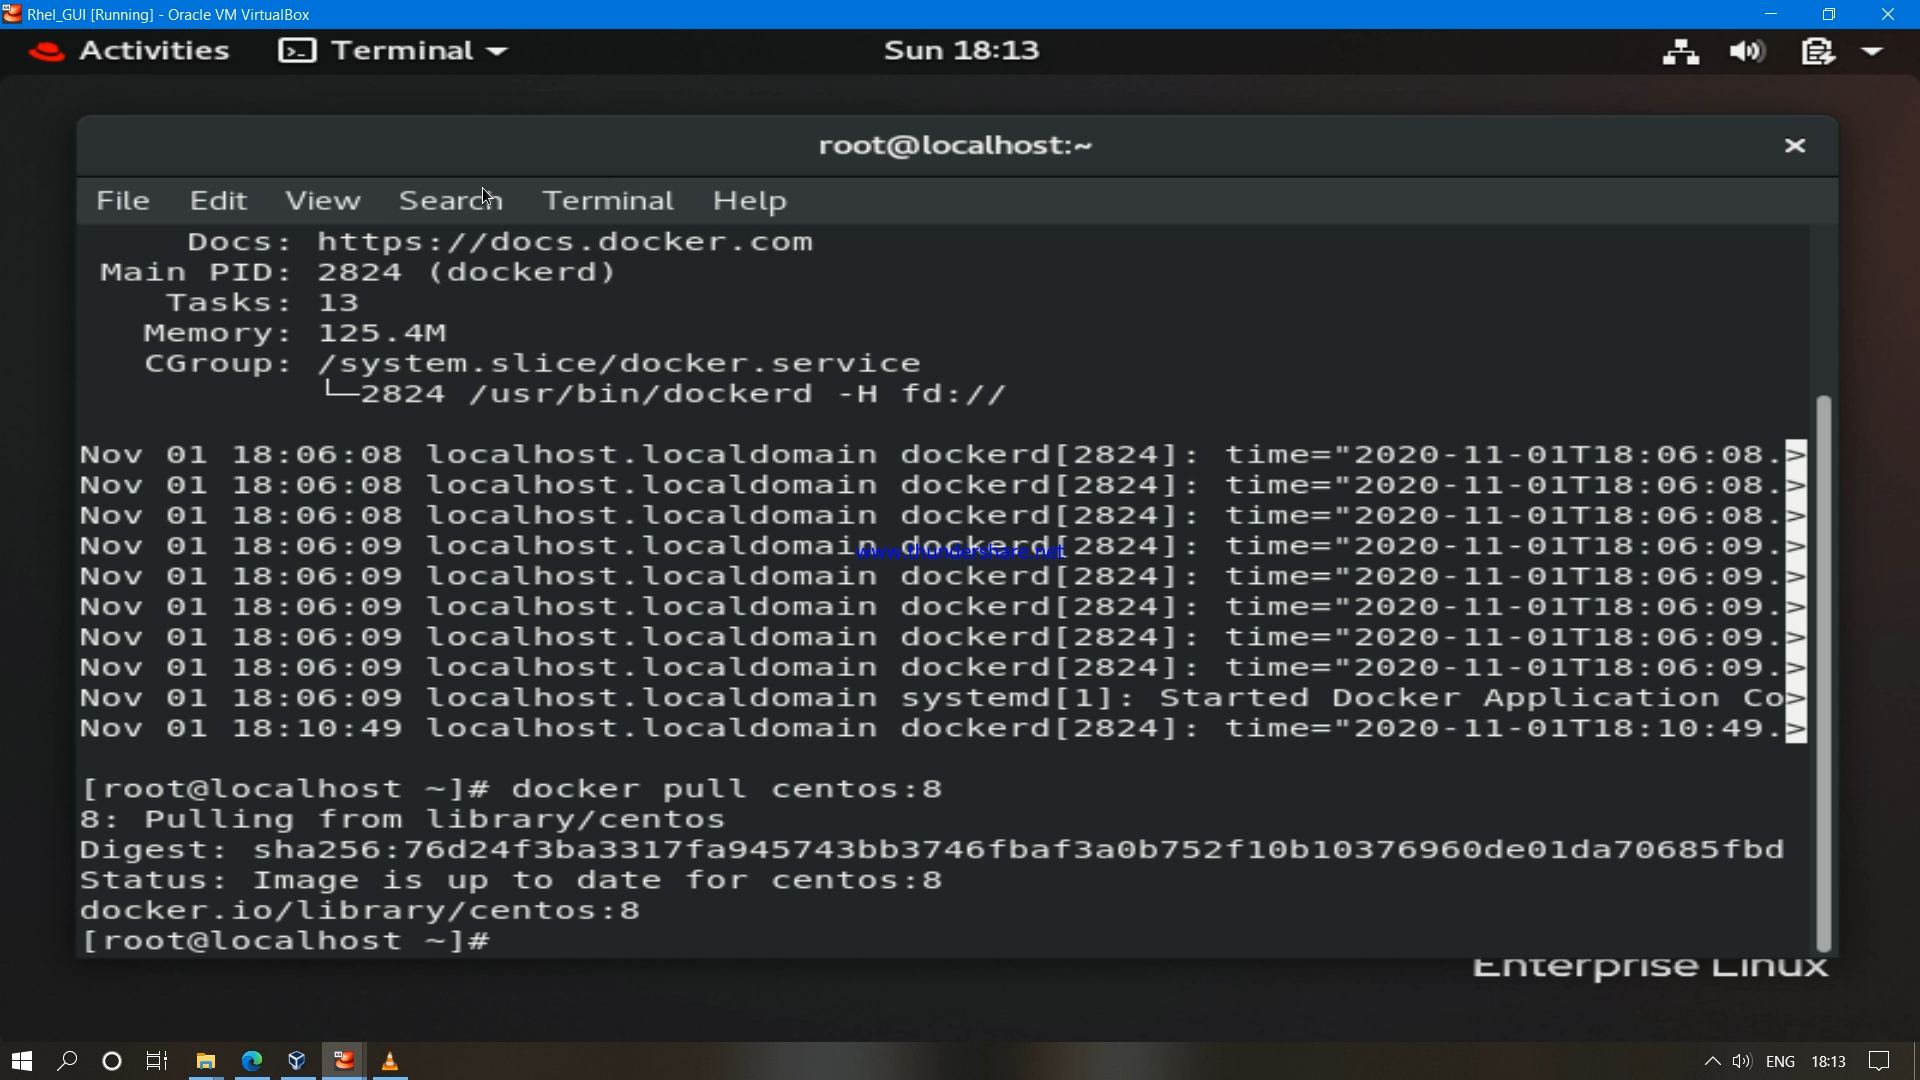 Rhel_GUI [Running] - Oracle VM VirtualBox
Activities Terminal Sun 18:13
root@localhost:~
File Edit View Search Terminal Help
Docs: https://docs.docker.com
Main PID: 2824 (dockerd)
Tasks: 13
Memory: 125.4M
CGroup: /system.slice/docker.service
└─2824 /usr/bin/dockerd -H fd://
Nov 01 18:06:08 localhost.localdomain dockerd[2824]: time="2020-11-01T18:06:08.>
Nov 01 18:06:08 localhost.localdomain dockerd[2824]: time="2020-11-01T18:06:08.>
Nov 01 18:06:08 localhost.localdomain dockerd[2824]: time="2020-11-01T18:06:08.>
Nov 01 18:06:09 localhost.localdomain dockerd[2824]: time="2020-11-01T18:06:09.>
www.thundershare.net
Nov 01 18:06:09 localhost.localdomain dockerd[2824]: time="2020-11-01T18:06:09.>
Nov 01 18:06:09 localhost.localdomain dockerd[2824]: time="2020-11-01T18:06:09.>
Nov 01 18:06:09 localhost.localdomain dockerd[2824]: time="2020-11-01T18:06:09.>
Nov 01 18:06:09 localhost.localdomain dockerd[2824]: time="2020-11-01T18:06:09.>
Nov 01 18:06:09 localhost.localdomain systemd[1]: Started Docker Application Co>
Nov 01 18:10:49 localhost.localdomain dockerd[2824]: time="2020-11-01T18:10:49.>
[root@localhost ~]# docker pull centos:8
8: Pulling from library/centos
Digest: sha256:76d24f3ba3317fa945743bb3746fbaf3a0b752f10b10376960de01da70685fbd
Status: Image is up to date for centos:8
docker.io/library/centos:8
[root@localhost ~]#
Enterprise Linux
ENG 18:13